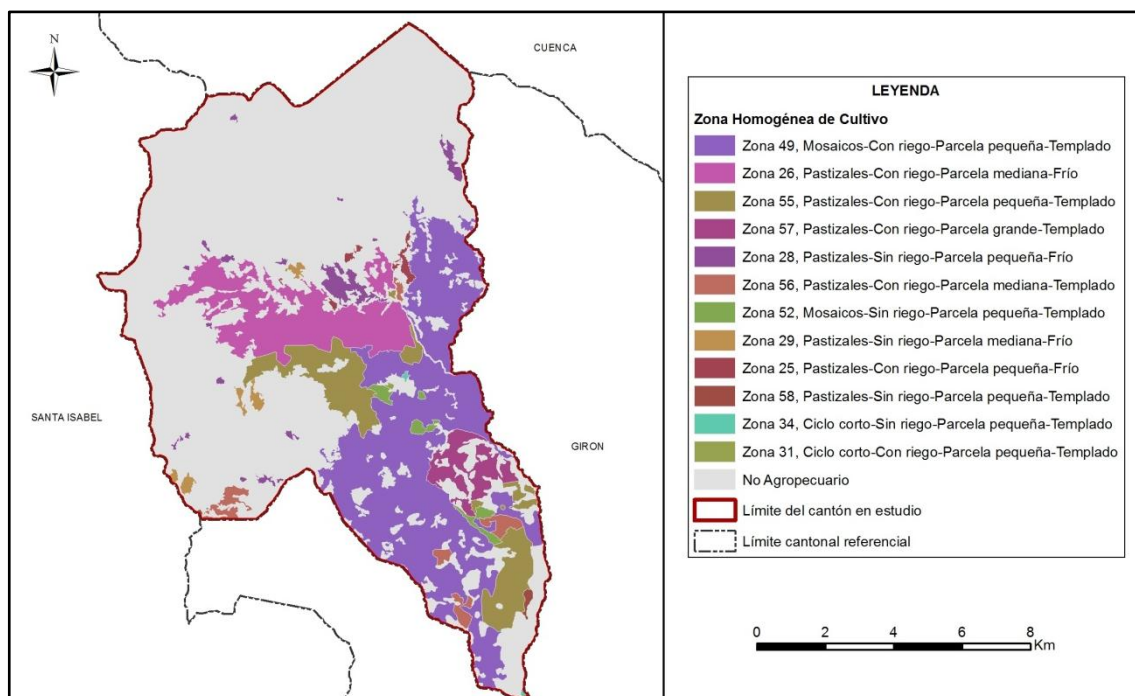 N
CUENCA
SANTA ISABEL
GIRON
LEYENDA
Zona Homogénea de Cultivo
Zona 49, Mosaicos-Con riego-Parcela pequeña-Templado
Zona 26, Pastizales-Con riego-Parcela mediana-Frío
Zona 55, Pastizales-Con riego-Parcela pequeña-Templado
Zona 57, Pastizales-Con riego-Parcela grande-Templado
Zona 28, Pastizales-Sin riego-Parcela pequeña-Frío
Zona 56, Pastizales-Con riego-Parcela mediana-Templado
Zona 52, Mosaicos-Sin riego-Parcela pequeña-Templado
Zona 29, Pastizales-Sin riego-Parcela mediana-Frío
Zona 25, Pastizales-Con riego-Parcela pequeña-Frío
Zona 58, Pastizales-Sin riego-Parcela pequeña-Templado
Zona 34, Ciclo corto-Sin riego-Parcela pequeña-Templado
Zona 31, Ciclo corto-Con riego-Parcela pequeña-Templado
No Agropecuario
Límite del cantón en estudio
Límite cantonal referencial
0 2 4 6 8
Km